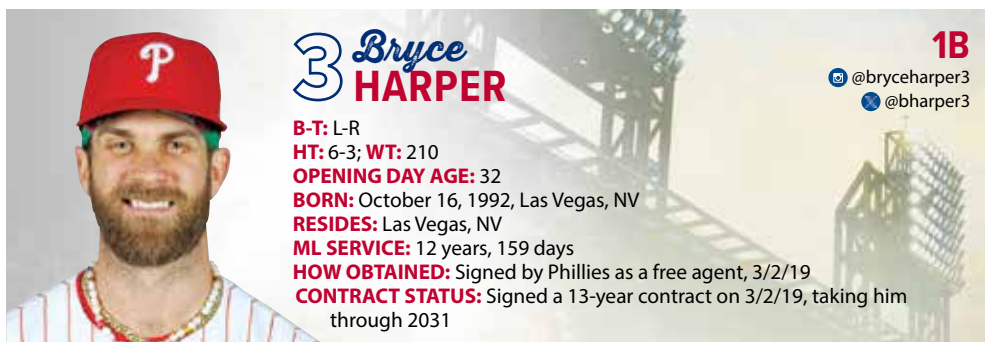 3 Bryce
HARPER
1B
@bryceharper3
@bharper3
B-T: L-R
HT: 6-3; WT: 210
OPENING DAY AGE: 32
BORN: October 16, 1992, Las Vegas, NV
RESIDES: Las Vegas, NV
ML SERVICE: 12 years, 159 days
HOW OBTAINED: Signed by Phillies as a free agent, 3/2/19
CONTRACT STATUS: Signed a 13-year contract on 3/2/19, taking him
through 2031
P